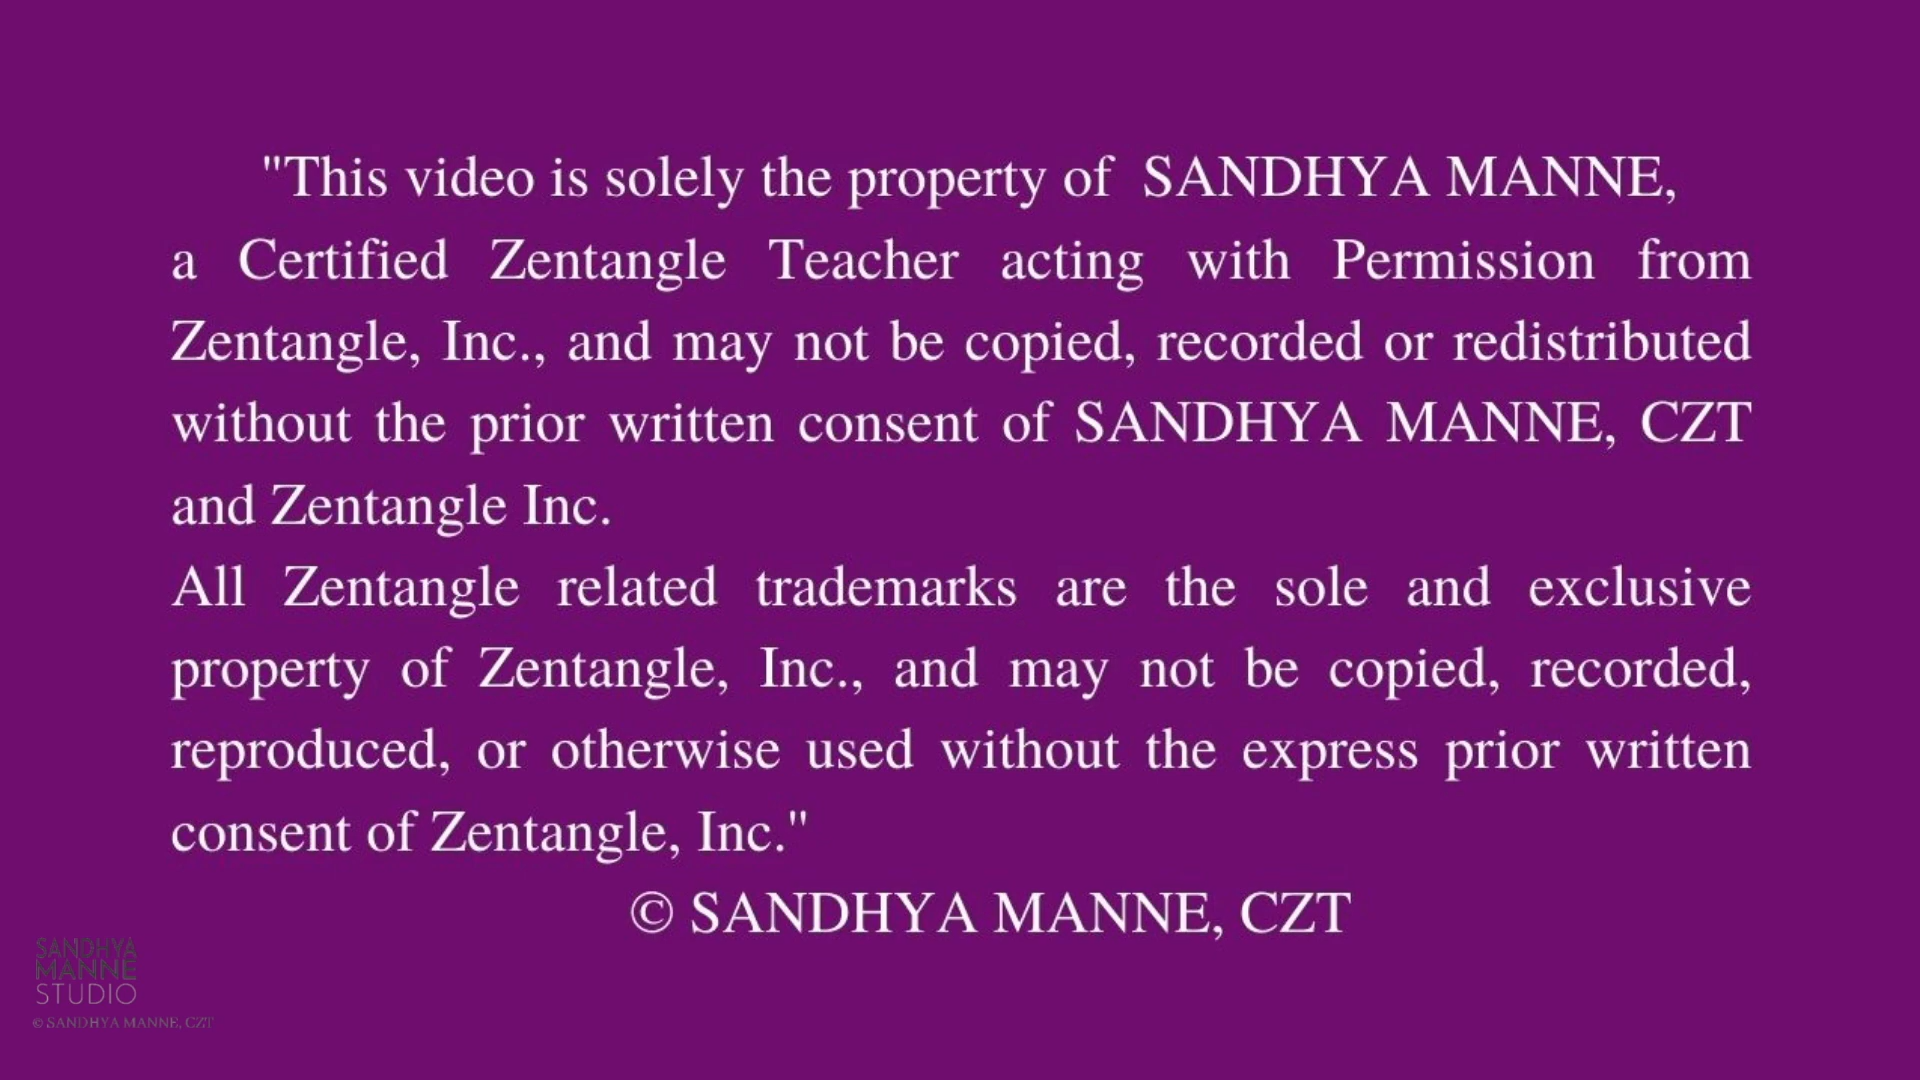 "This video is solely the property of SANDHYA MANNE,
a Certified Zentangle Teacher acting with Permission from
Zentangle, Inc., and may not be copied, recorded or redistributed
without the prior written consent of SANDHYA MANNE, CZT
and Zentangle Inc.
All Zentangle related trademarks are the sole and exclusive
property of Zentangle, Inc., and may not be copied, recorded,
reproduced, or otherwise used without the express prior written
consent of Zentangle, Inc."
© SANDHYA MANNE, CZT
SANDHYA
MANNE
STUDIO
© SANDHYA MANNE, CZT